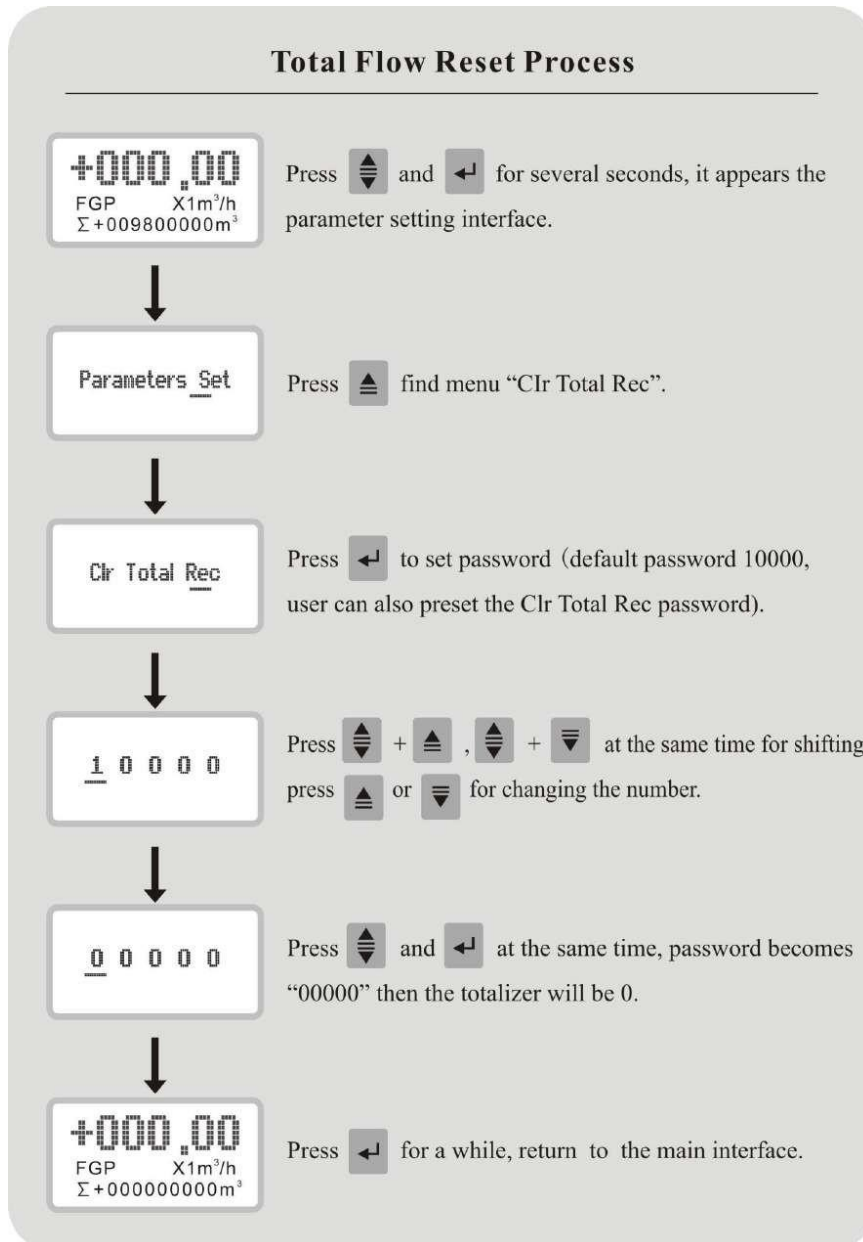 Total Flow Reset Process
+000.00
FGP X1m³/h
Σ+009800000m³
Press and for several seconds, it appears the
parameter setting interface.
Parameters Set
Press find menu “CIr Total Rec”.
Clr Total Rec
Press to set password (default password 10000,
user can also preset the Clr Total Rec password).
1 0 0 0 0
Press + , + at the same time for shifting
press or for changing the number.
0 0 0 0 0
Press and at the same time, password becomes
“00000” then the totalizer will be 0.
+000.00
FGP X1m³/h
Σ+000000000m³
Press for a while, return to the main interface.